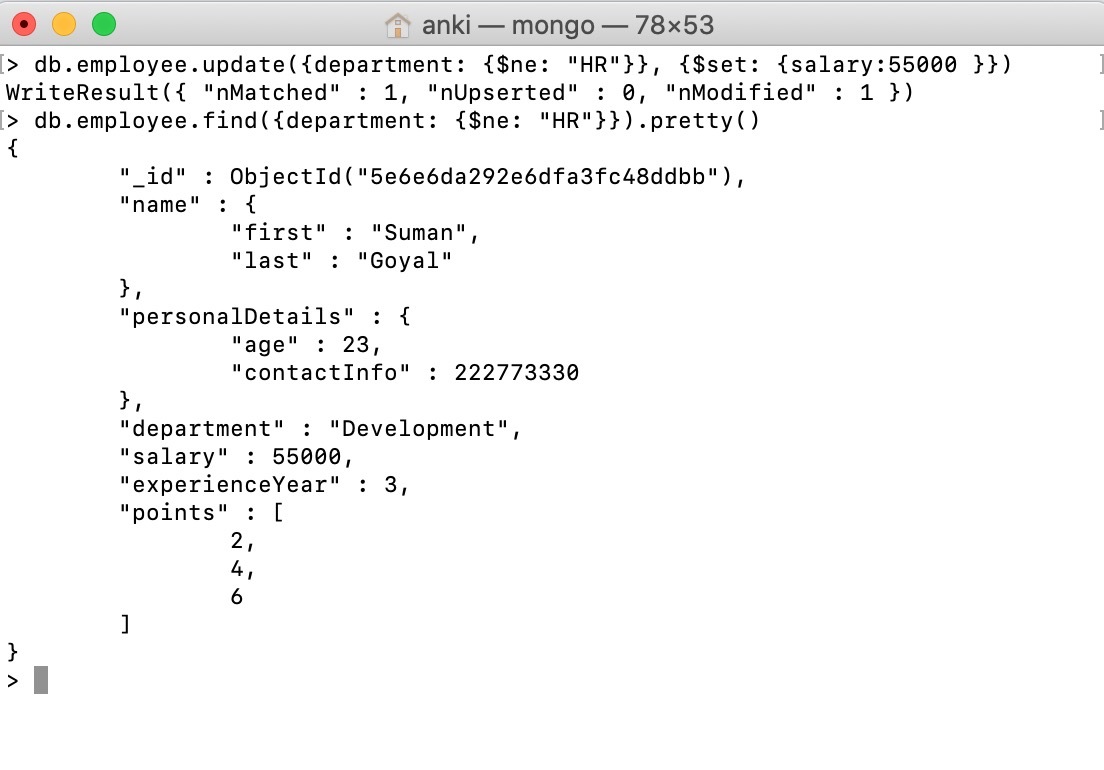 anki — mongo — 78×53
> db.employee.update({department: {$ne: "HR"}}, {$set: {salary:55000 }})
WriteResult({ "nMatched" : 1, "nUpserted" : 0, "nModified" : 1 })
> db.employee.find({department: {$ne: "HR"}}).pretty()
{
        "_id" : ObjectId("5e6e6da292e6dfa3fc48ddbb"),
        "name" : {
                "first" : "Suman",
                "last" : "Goyal"
        },
        "personalDetails" : {
                "age" : 23,
                "contactInfo" : 222773330
        },
        "department" : "Development",
        "salary" : 55000,
        "experienceYear" : 3,
        "points" : [
                2,
                4,
                6
        ]
}
>